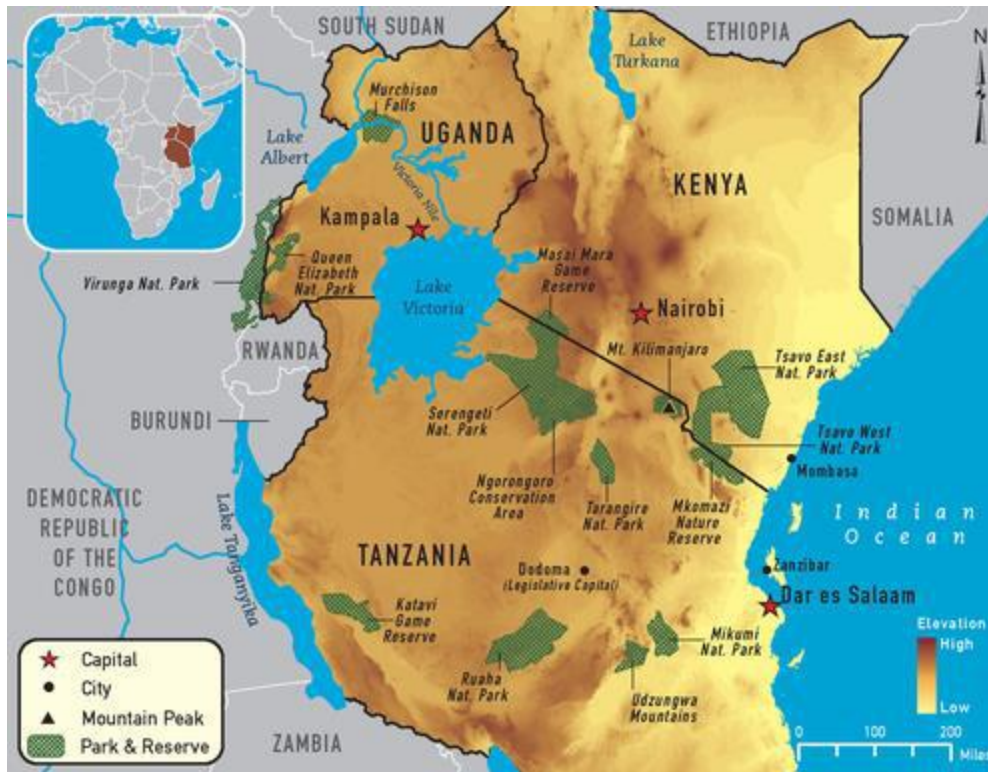 SOUTH SUDAN
ETHIOPIA
N
Lake
Turkana
Murchison
Falls
UGANDA
Lake
Albert
Victoria Nile
KENYA
SOMALIA
Kampala
Queen
Elizabeth
Nat. Park
Virunga Nat. Park
Masai Mara
Game
Reserve
Lake
Victoria
Nairobi
RWANDA
Mt. Kilimanjaro
Tsavo East
Nat. Park
BURUNDI
Serengeti
Nat. Park
Tsavo West
Nat. Park
Mombasa
Ngorongoro
Conservation
Area
Tarangire
Nat. Park
Mkomazi
Nature
Reserve
DEMOCRATIC
REPUBLIC
OF THE
CONGO
Lake Tanganyika
Indian
Ocean
TANZANIA
Dodoma
(Legislative Capital)
Zanzibar
Dar es Salaam
Katavi
Game
Reserve
Elevation
High
Low
Mikumi
Nat. Park
Ruaha
Nat. Park
Udzungwa
Mountains
Capital
City
Mountain Peak
Park & Reserve
ZAMBIA
0 100 200
Miles